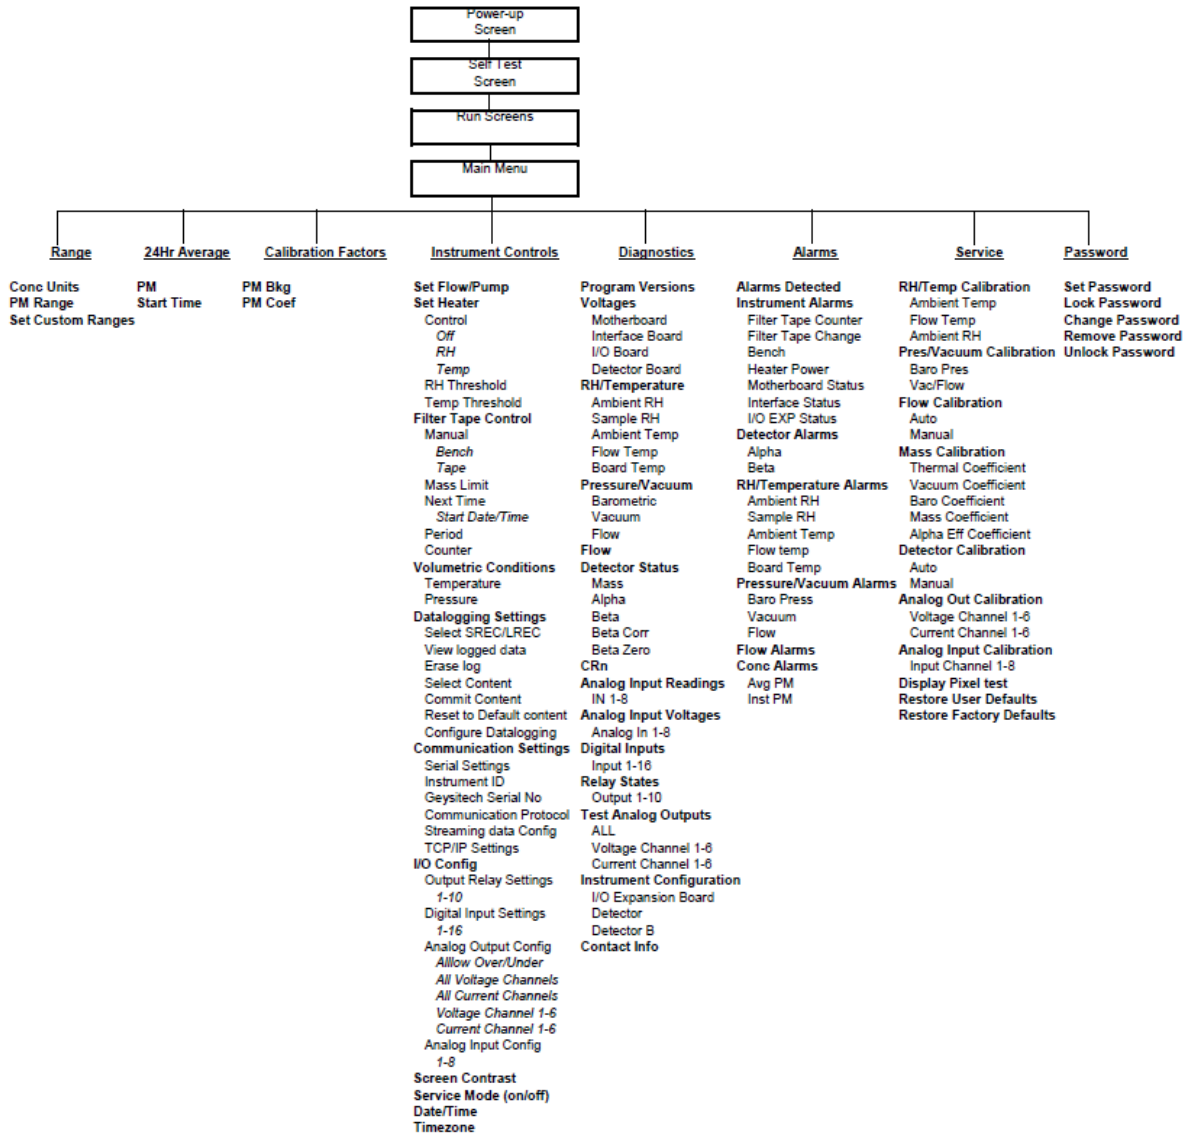 Power-up
Screen
Self Test
Screen
Run Screens
Main Menu
Range
Conc Units
PM Range
Set Custom Ranges
24Hr Average
PM
Start Time
Calibration Factors
PM Bkg
PM Coef
Instrument Controls
Set Flow/Pump
Set Heater
Control
Off
RH
Temp
RH Threshold
Temp Threshold
Filter Tape Control
Manual
Bench
Tape
Mass Limit
Next Time
Start Date/Time
Period
Counter
Volumetric Conditions
Temperature
Pressure
Datalogging Settings
Select SREC/LREC
View logged data
Erase log
Select Content
Commit Content
Reset to Default content
Configure Datalogging
Communication Settings
Serial Settings
Instrument ID
Geysitech Serial No
Communication Protocol
Streaming data Config
TCP/IP Settings
I/O Config
Output Relay Settings
1-10
Digital Input Settings
1-16
Analog Output Config
Alllow Over/Under
All Voltage Channels
All Current Channels
Voltage Channel 1-6
Current Channel 1-6
Analog Input Config
1-8
Screen Contrast
Service Mode (on/off)
Date/Time
Timezone
Diagnostics
Program Versions
Voltages
Motherboard
Interface Board
I/O Board
Detector Board
RH/Temperature
Ambient RH
Sample RH
Ambient Temp
Flow Temp
Board Temp
Pressure/Vacuum
Barometric
Vacuum
Flow
Flow
Detector Status
Mass
Alpha
Beta
Beta Corr
Beta Zero
CRn
Analog Input Readings
IN 1-8
Analog Input Voltages
Analog In 1-8
Digital Inputs
Input 1-16
Relay States
Output 1-10
Test Analog Outputs
ALL
Voltage Channel 1-6
Current Channel 1-6
Instrument Configuration
I/O Expansion Board
Detector
Detector B
Contact Info
Alarms
Alarms Detected
Instrument Alarms
Filter Tape Counter
Filter Tape Change
Bench
Heater Power
Motherboard Status
Interface Status
I/O EXP Status
Detector Alarms
Alpha
Beta
RH/Temperature Alarms
Ambient RH
Sample RH
Ambient Temp
Flow temp
Board Temp
Pressure/Vacuum Alarms
Baro Press
Vacuum
Flow
Flow Alarms
Conc Alarms
Avg PM
Inst PM
Service
RH/Temp Calibration
Ambient Temp
Flow Temp
Ambient RH
Pres/Vacuum Calibration
Baro Pres
Vac/Flow
Flow Calibration
Auto
Manual
Mass Calibration
Thermal Coefficient
Vacuum Coefficient
Baro Coefficient
Mass Coefficient
Alpha Eff Coefficient
Detector Calibration
Auto
Manual
Analog Out Calibration
Voltage Channel 1-6
Current Channel 1-6
Analog Input Calibration
Input Channel 1-8
Display Pixel test
Restore User Defaults
Restore Factory Defaults
Password
Set Password
Lock Password
Change Password
Remove Password
Unlock Password